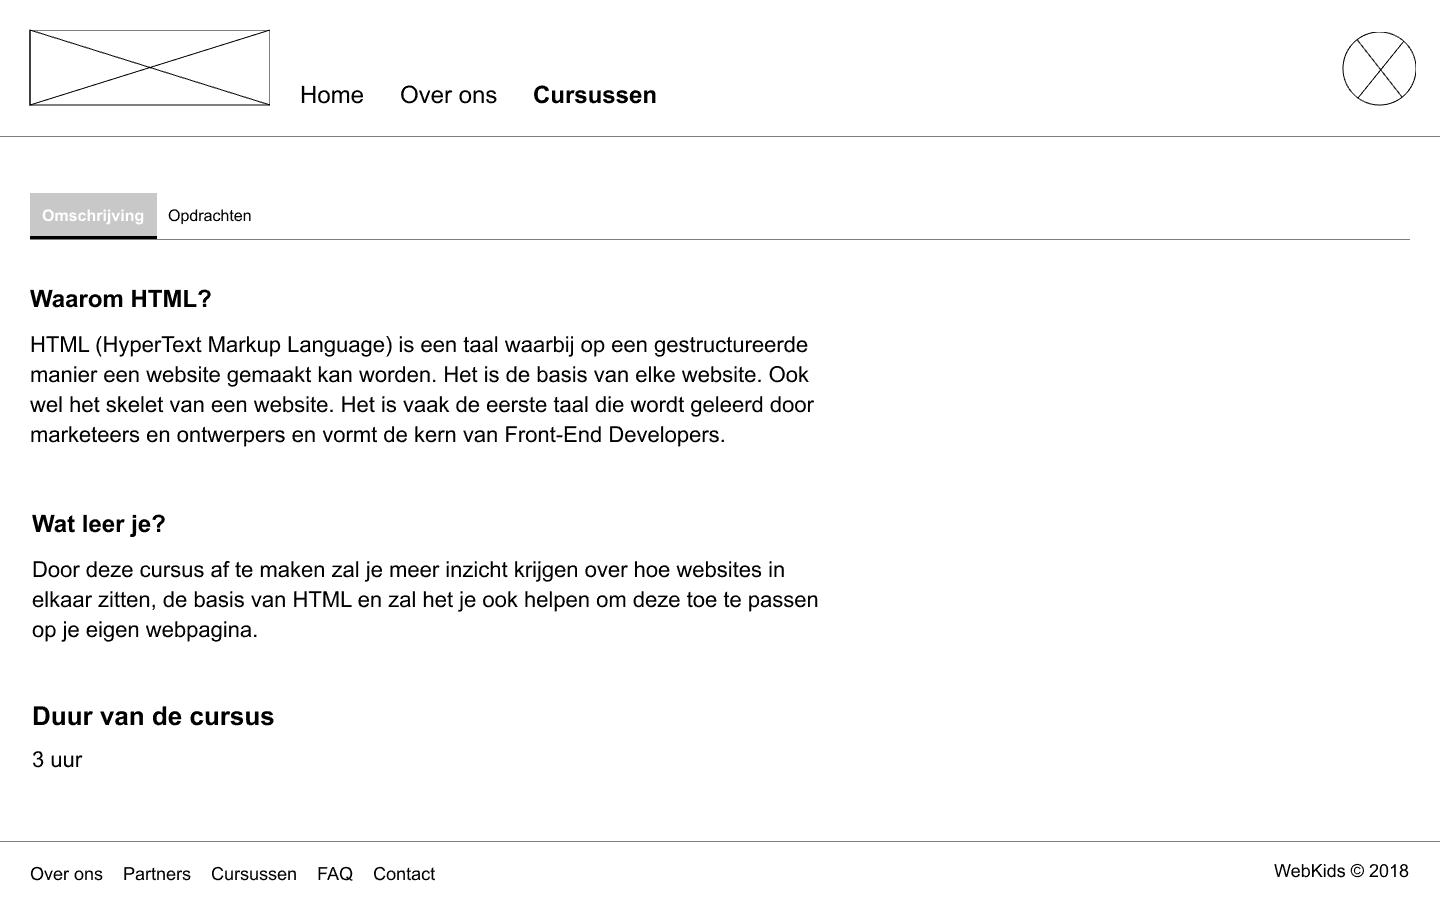 Home Over ons Cursussen
Omschrijving Opdrachten
Waarom HTML?
HTML (HyperText Markup Language) is een taal waarbij op een gestructureerde
manier een website gemaakt kan worden. Het is de basis van elke website. Ook
wel het skelet van een website. Het is vaak de eerste taal die wordt geleerd door
marketeers en ontwerpers en vormt de kern van Front-End Developers.
Wat leer je?
Door deze cursus af te maken zal je meer inzicht krijgen over hoe websites in
elkaar zitten, de basis van HTML en zal het je ook helpen om deze toe te passen
op je eigen webpagina.
Duur van de cursus
3 uur
Over ons Partners Cursussen FAQ Contact WebKids © 2018